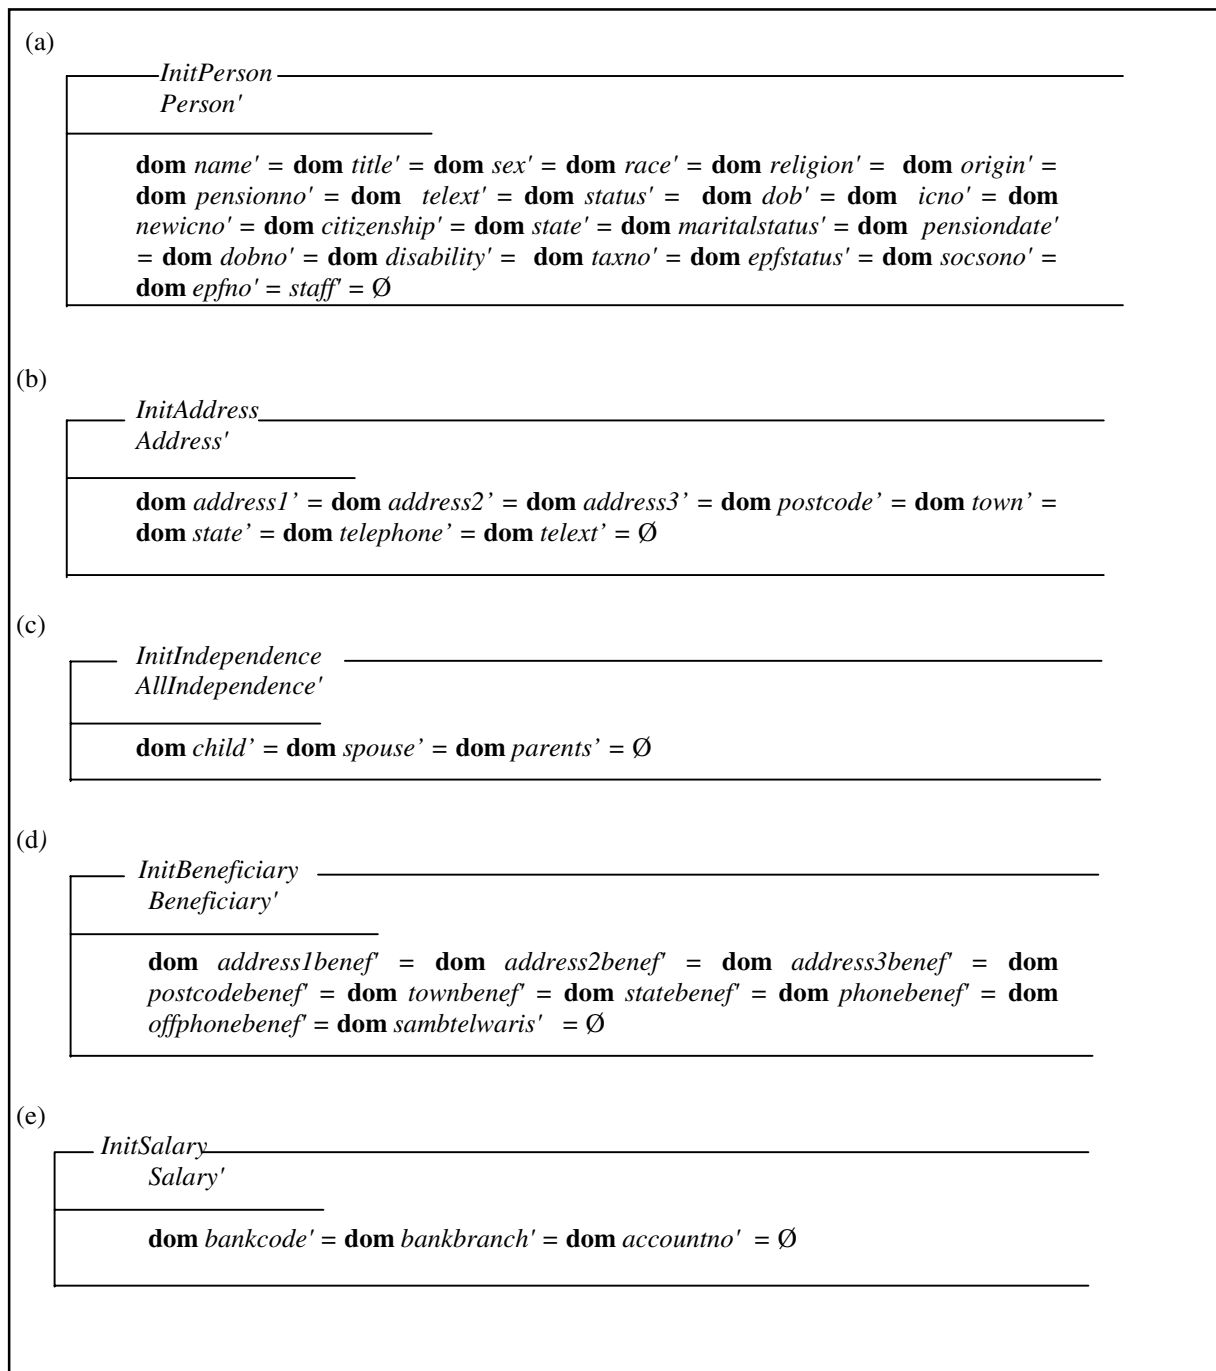 (a)
InitPerson
Person'
dom name' = dom title' = dom sex' = dom race' = dom religion' = dom origin' =
dom pensionno' = dom telext' = dom status' = dom dob' = dom icno' = dom
newicno' = dom citizenship' = dom state' = dom maritalstatus' = dom pensiondate'
= dom dobno' = dom disability' = dom taxno' = dom epfstatus' = dom socsono' =
dom epfno' = staff' = Ø
(b)
InitAddress
Address'
dom address1’ = dom address2’ = dom address3’ = dom postcode’ = dom town’ =
dom state’ = dom telephone’ = dom telext’ = Ø
(c)
InitIndependence
AllIndependence'
dom child’ = dom spouse’ = dom parents’ = Ø
(d)
InitBeneficiary
Beneficiary'
dom address1benef' = dom address2benef' = dom address3benef' = dom
postcodebenef' = dom townbenef' = dom statebenef' = dom phonebenef' = dom
offphonebenef' = dom sambtelwaris' = Ø
(e)
InitSalary
Salary'
dom bankcode' = dom bankbranch' = dom accountno' = Ø